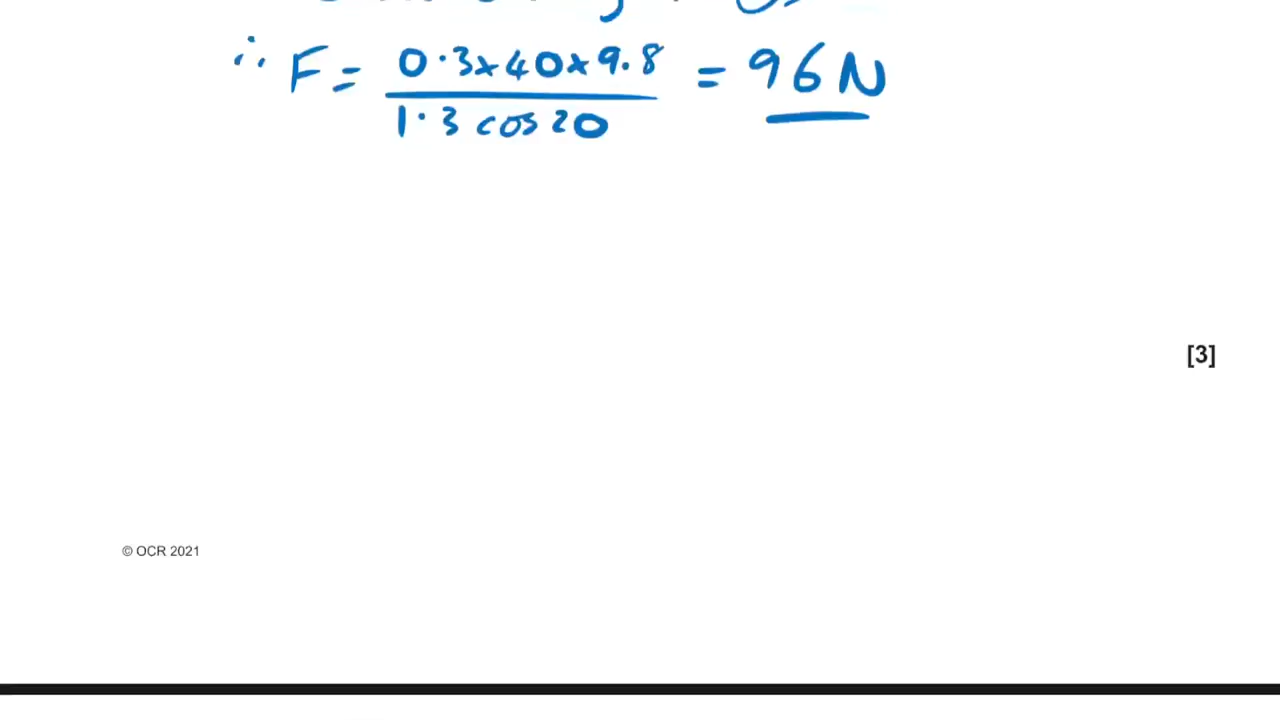 ∴ F = 0.3×40×9.8 / 1.3 cos 20 = 96 N
[3]
© OCR 2021